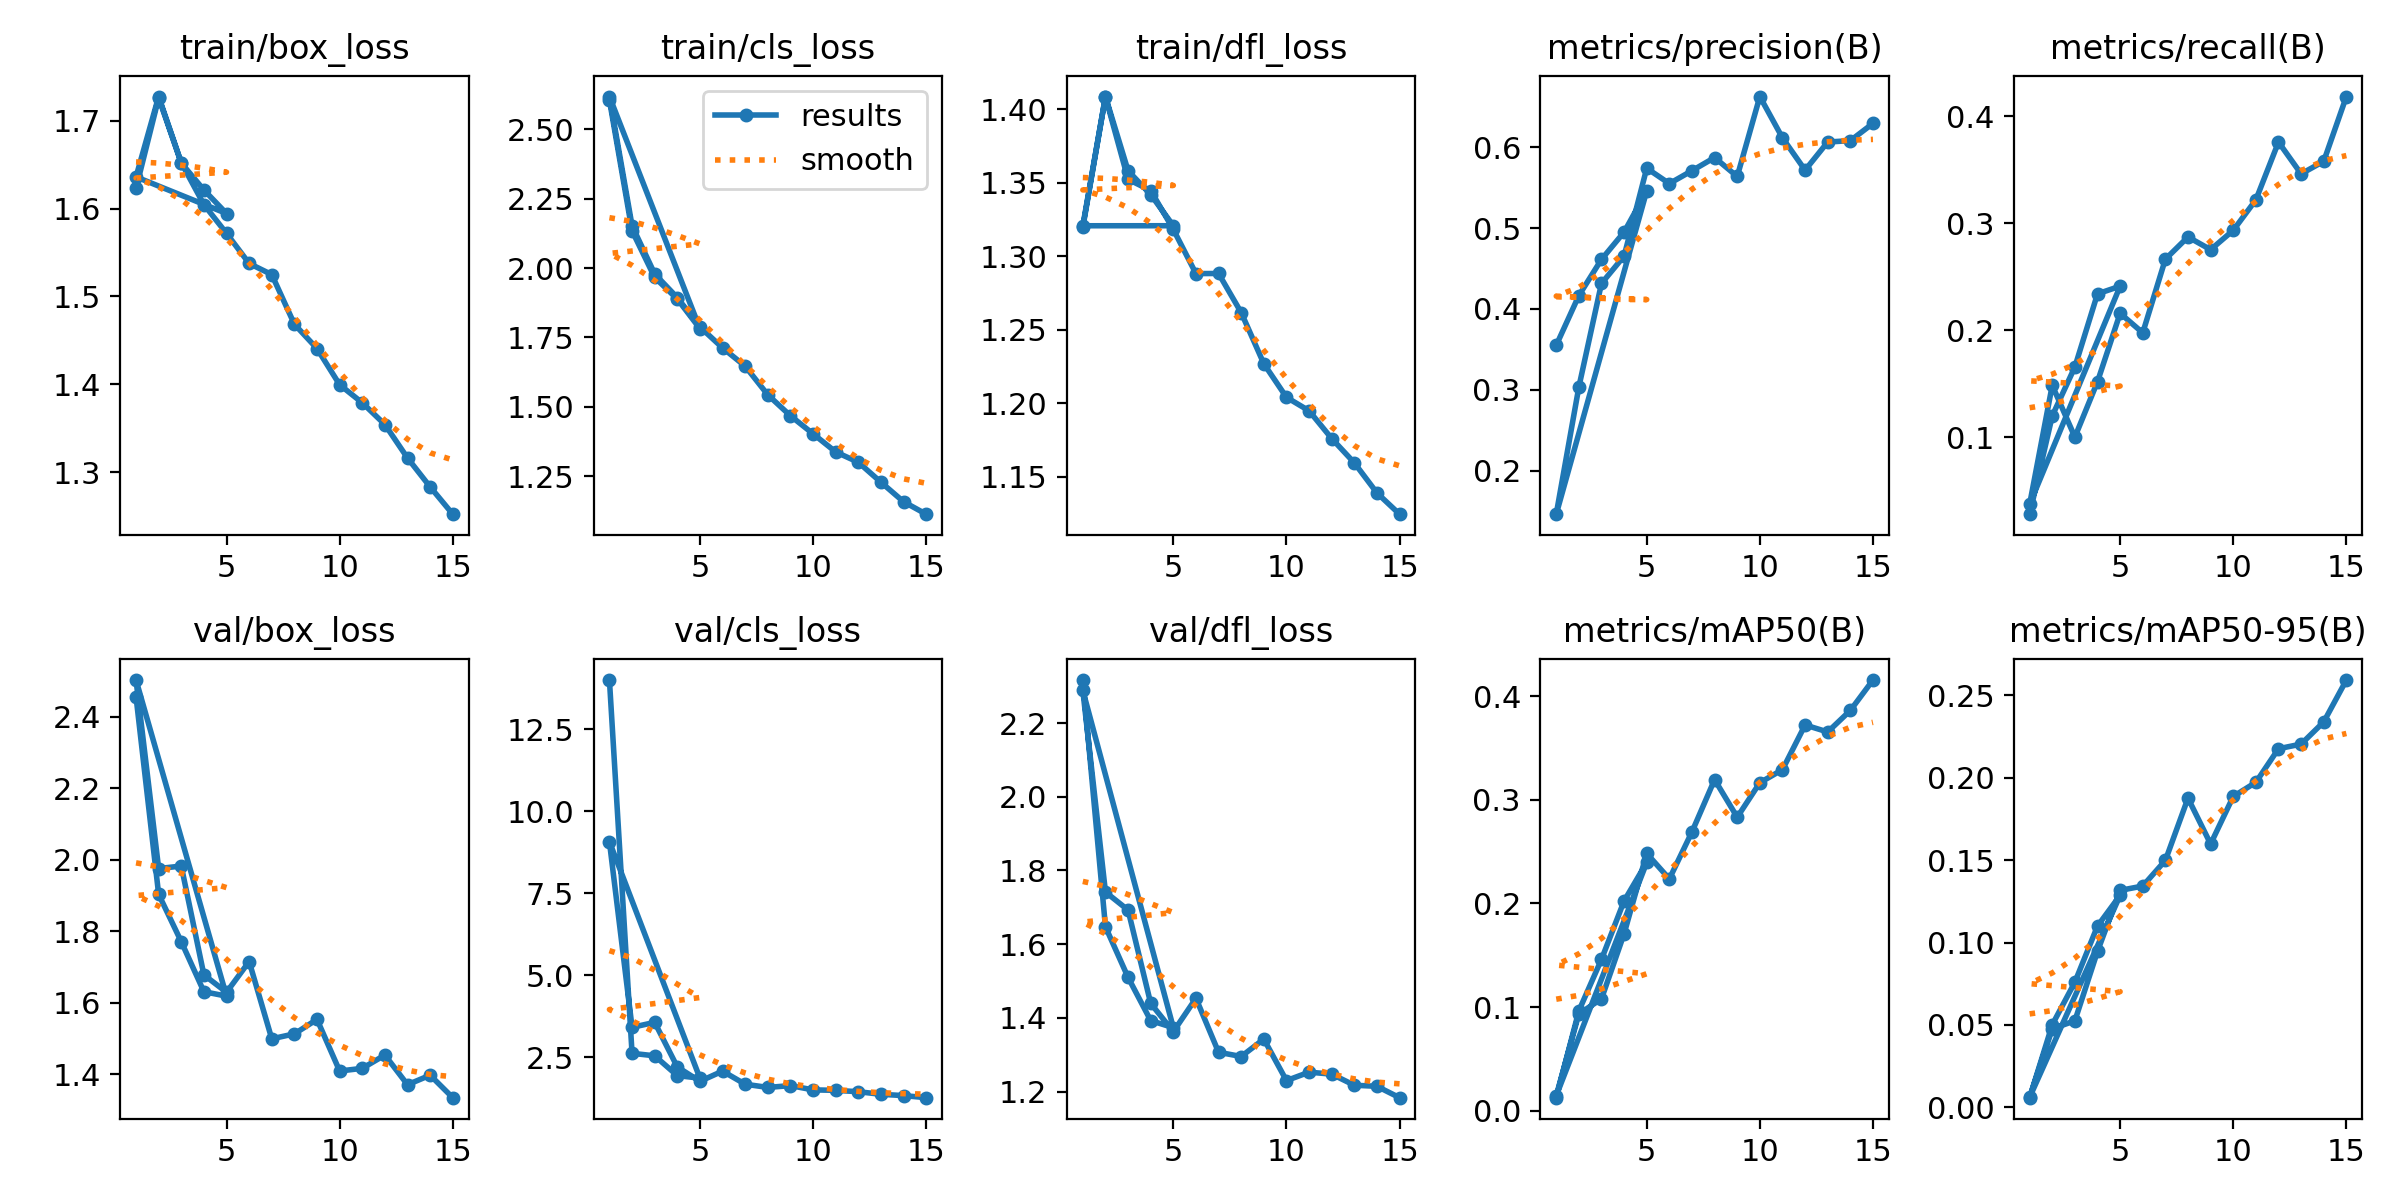 train/box_loss
1.7
1.6
1.5
1.4
1.3
5 10 15
train/cls_loss
results
smooth
2.50
2.25
2.00
1.75
1.50
1.25
5 10 15
train/dfl_loss
1.40
1.35
1.30
1.25
1.20
1.15
5 10 15
metrics/precision(B)
0.6
0.5
0.4
0.3
0.2
5 10 15
metrics/recall(B)
0.4
0.3
0.2
0.1
5 10 15
val/box_loss
2.4
2.2
2.0
1.8
1.6
1.4
5 10 15
val/cls_loss
12.5
10.0
7.5
5.0
2.5
5 10 15
val/dfl_loss
2.2
2.0
1.8
1.6
1.4
1.2
5 10 15
metrics/mAP50(B)
0.4
0.3
0.2
0.1
0.0
5 10 15
metrics/mAP50-95(B)
0.25
0.20
0.15
0.10
0.05
0.00
5 10 15